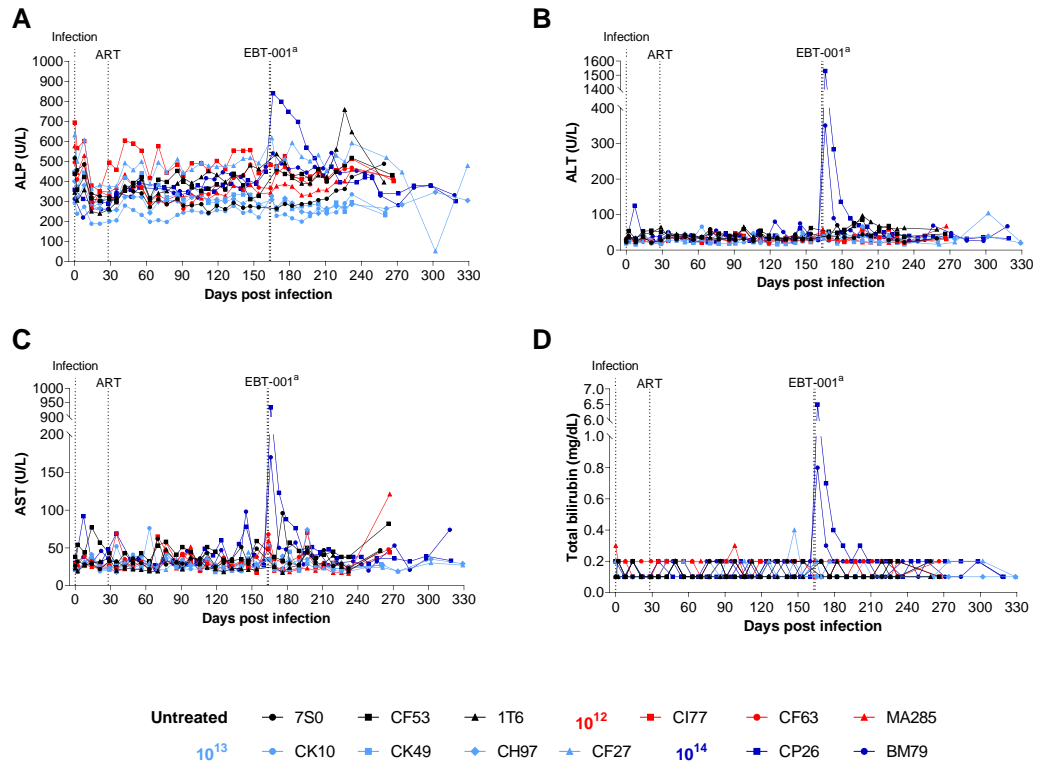 A
Infection
ART
EBT-001ᵃ
1000
900
800
700
600
500
400
300
200
100
0
ALP (U/L)
0 30 60 90 120 150 180 210 240 270 300 330
Days post infection
B
Infection
ART
EBT-001ᵃ
1600
1500
1400
400
300
200
100
50
0
ALT (U/L)
0 30 60 90 120 150 180 210 240 270 300 330
Days post infection
C
Infection
ART
EBT-001ᵃ
1000
950
900
200
150
100
50
0
AST (U/L)
0 30 60 90 120 150 180 210 240 270 300 330
Days post infection
D
Infection
ART
EBT-001ᵃ
7.0
6.5
6.0
1.0
0.8
0.6
0.4
0.2
0.0
Total bilirubin (mg/dL)
0 30 60 90 120 150 180 210 240 270 300 330
Days post infection
Untreated 7S0 CF53 1T6 10¹² CI77 CF63 MA285
10¹³ CK10 CK49 CH97 CF27 10¹⁴ CP26 BM79